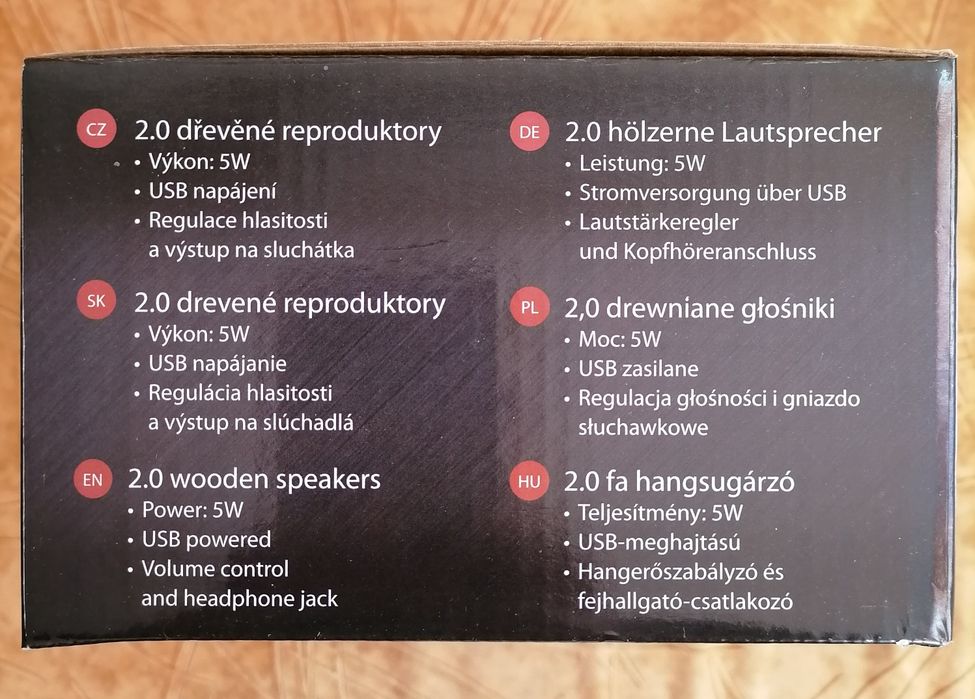 CZ 2.0 dřevěné reproduktory
• Výkon: 5W
• USB napájení
• Regulace hlasitosti
a výstup na sluchátka
SK 2.0 drevené reproduktory
• Výkon: 5W
• USB napájanie
• Regulácia hlasitosti
a výstup na slúchadlá
EN 2.0 wooden speakers
• Power: 5W
• USB powered
• Volume control
and headphone jack
DE 2.0 hölzerne Lautsprecher
• Leistung: 5W
• Stromversorgung über USB
• Lautstärkeregler
und Kopfhöreranschluss
PL 2,0 drewniane głośniki
• Moc: 5W
• USB zasilane
• Regulacja głośności i gniazdo
słuchawkowe
HU 2.0 fa hangsugárzó
• Teljesítmény: 5W
• USB-meghajtású
• Hangerőszabályzó és
fejhallgató-csatlakozó